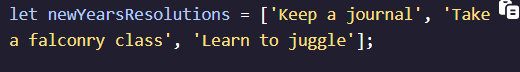 let newYearsResolutions = ['Keep a journal', 'Take
a falconry class', 'Learn to juggle'];